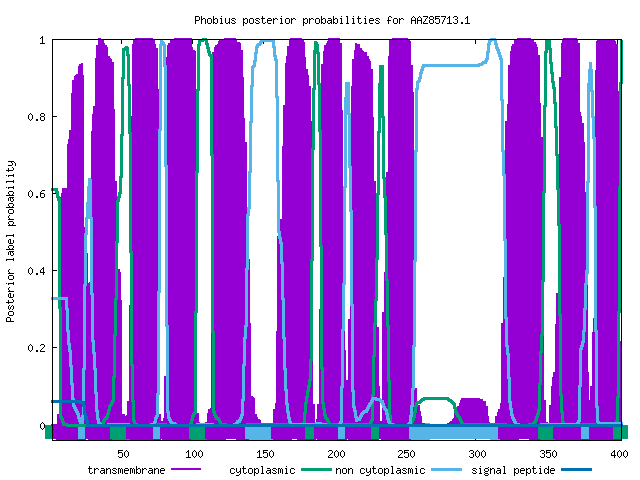 Phobius posterior probabilities for AAZ85713.1
1
0.8
0.6
0.4
0.2
0
Posterior label probability
50 100 150 200 250 300 350 400
transmembrane cytoplasmic non cytoplasmic signal peptide